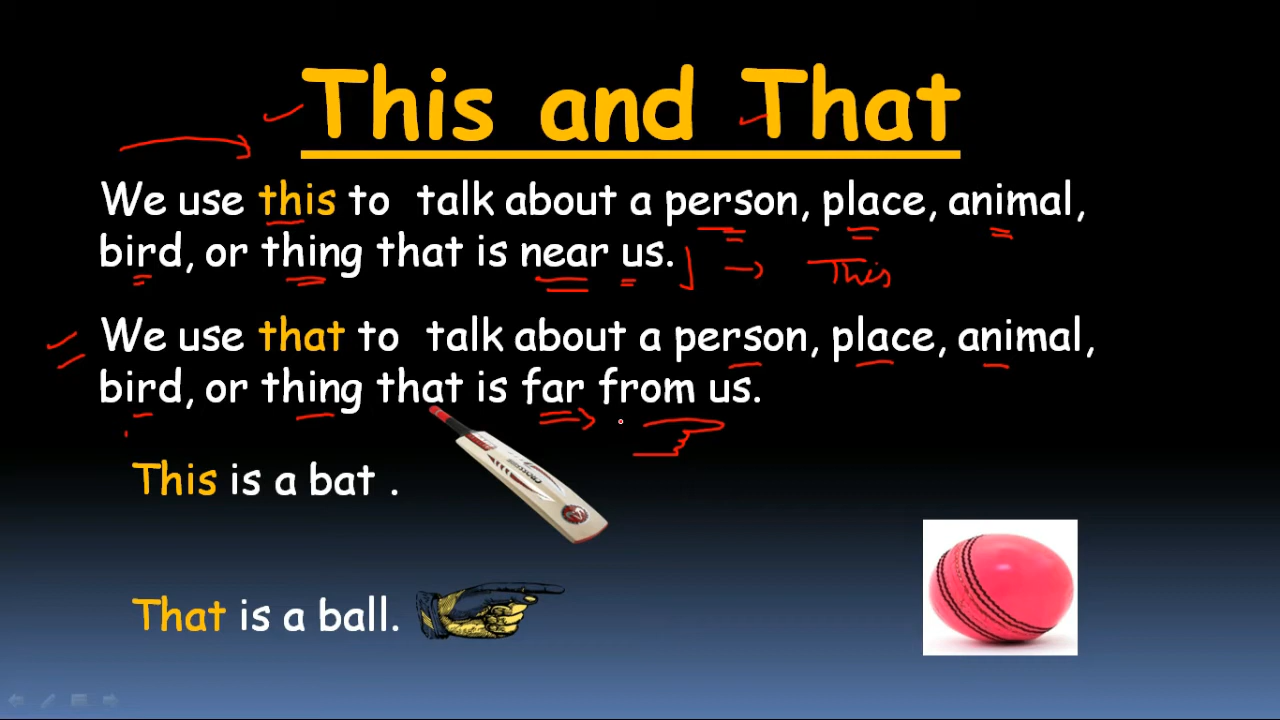 This and That
We use this to talk about a person, place, animal,
bird, or thing that is near us.
This
We use that to talk about a person, place, animal,
bird, or thing that is far from us.
This is a bat .
That is a ball.